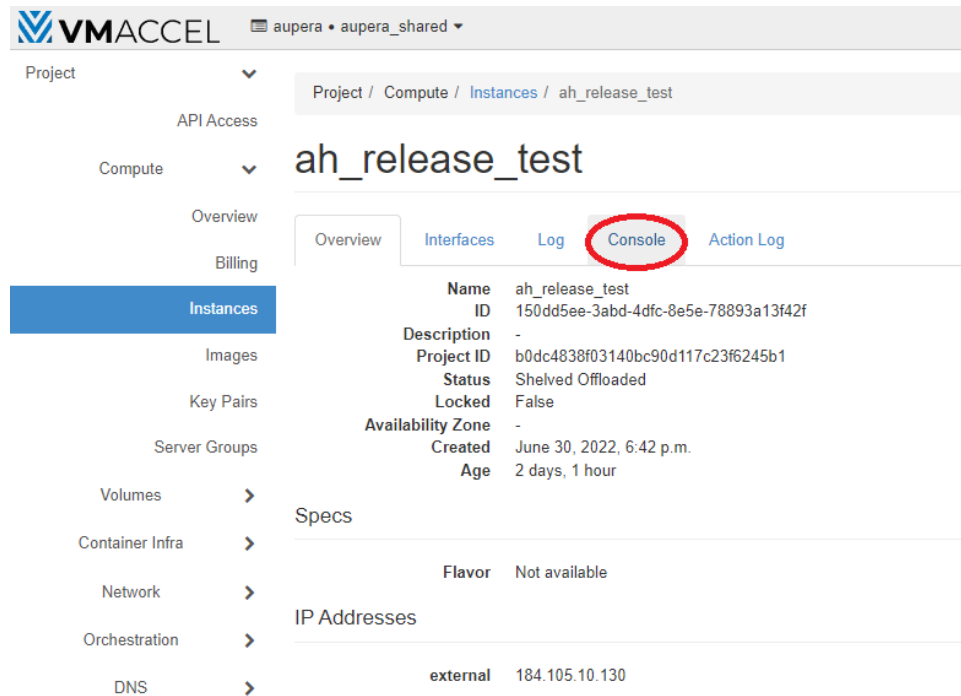 VMACCEL
aupera • aupera_shared
Project
API Access
Compute
Overview
Billing
Instances
Images
Key Pairs
Server Groups
Volumes
Container Infra
Network
Orchestration
DNS
Project / Compute / Instances / ah_release_test
ah_release_test
Overview Interfaces Log Console Action Log
Name ah_release_test
ID 150dd5ee-3abd-4dfc-8e5e-78893a13f42f
Description -
Project ID b0dc4838f03140bc90d117c23f6245b1
Status Shelved Offloaded
Locked False
Availability Zone -
Created June 30, 2022, 6:42 p.m.
Age 2 days, 1 hour
Specs
Flavor Not available
IP Addresses
external 184.105.10.130